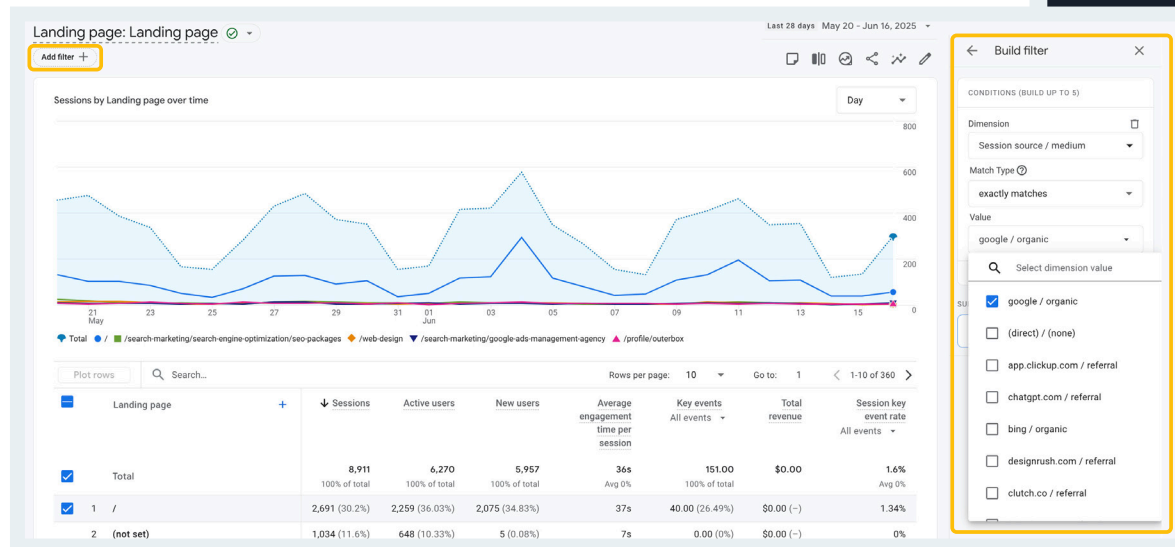 Landing page: Landing page
Last 28 days May 20 - Jun 16, 2025
Add filter +
Sessions by Landing page over time
Day
800
600
400
200
0
21 May
23
25
27
29
31
01 Jun
03
05
07
09
11
13
15
Total / /search-marketing/search-engine-optimization/seo-packages /web-design /search-marketing/google-ads-management-agency /profile/outerbox
Plot rows
Search...
Rows per page: 10
Go to: 1
1-10 of 360
Landing page
+
Sessions
Active users
New users
Average engagement time per session
Key events
All events
Total revenue
Session key event rate
All events
Total
8,911
6,270
5,957
36s
151.00
$0.00
1.6%
100% of total
100% of total
100% of total
Avg 0%
100% of total
Avg 0%
1 / 2,691 (30.2%) 2,259 (36.03%) 2,075 (34.83%) 37s 40.00 (26.49%) $0.00 (–) 1.34%
2 (not set) 1,034 (11.6%) 648 (10.33%) 5 (0.08%) 7s 0.00 (0%) $0.00 (–) 0%
Build filter
CONDITIONS (BUILD UP TO 5)
Dimension
Session source / medium
Match Type
exactly matches
Value
google / organic
Select dimension value
google / organic
(direct) / (none)
app.clickup.com / referral
chatgpt.com / referral
bing / organic
designrush.com / referral
clutch.co / referral